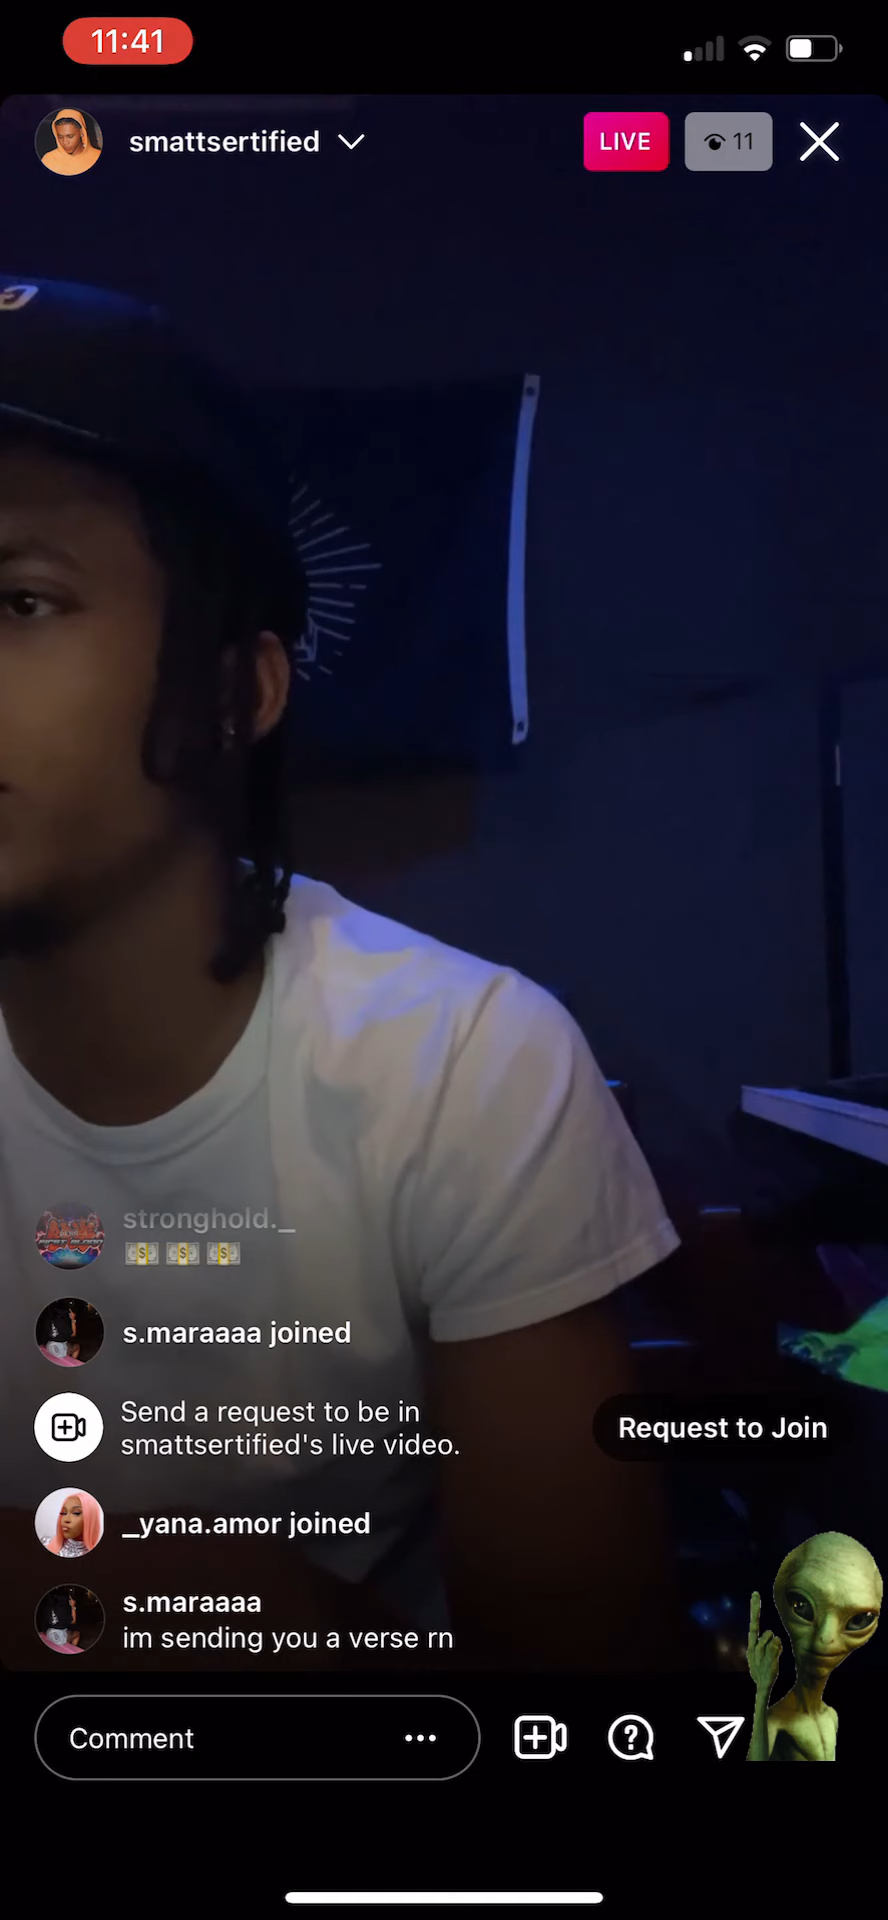 11:41
smattsertified
LIVE
11
stronghold._
s.maraaaa joined
Send a request to be in
smattsertified's live video.
Request to Join
_yana.amor joined
s.maraaaa
im sending you a verse rn
Comment